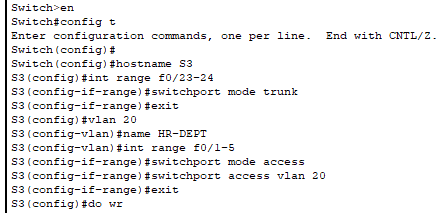 Switch>en
Switch#config t
Enter configuration commands, one per line.  End with CNTL/Z.
Switch(config)#
Switch(config)#hostname S3
S3(config)#int range f0/23-24
S3(config-if-range)#switchport mode trunk
S3(config-if-range)#exit
S3(config)#vlan 20
S3(config-vlan)#name HR-DEPT
S3(config-vlan)#int range f0/1-5
S3(config-if-range)#switchport mode access
S3(config-if-range)#switchport access vlan 20
S3(config-if-range)#exit
S3(config)#do wr